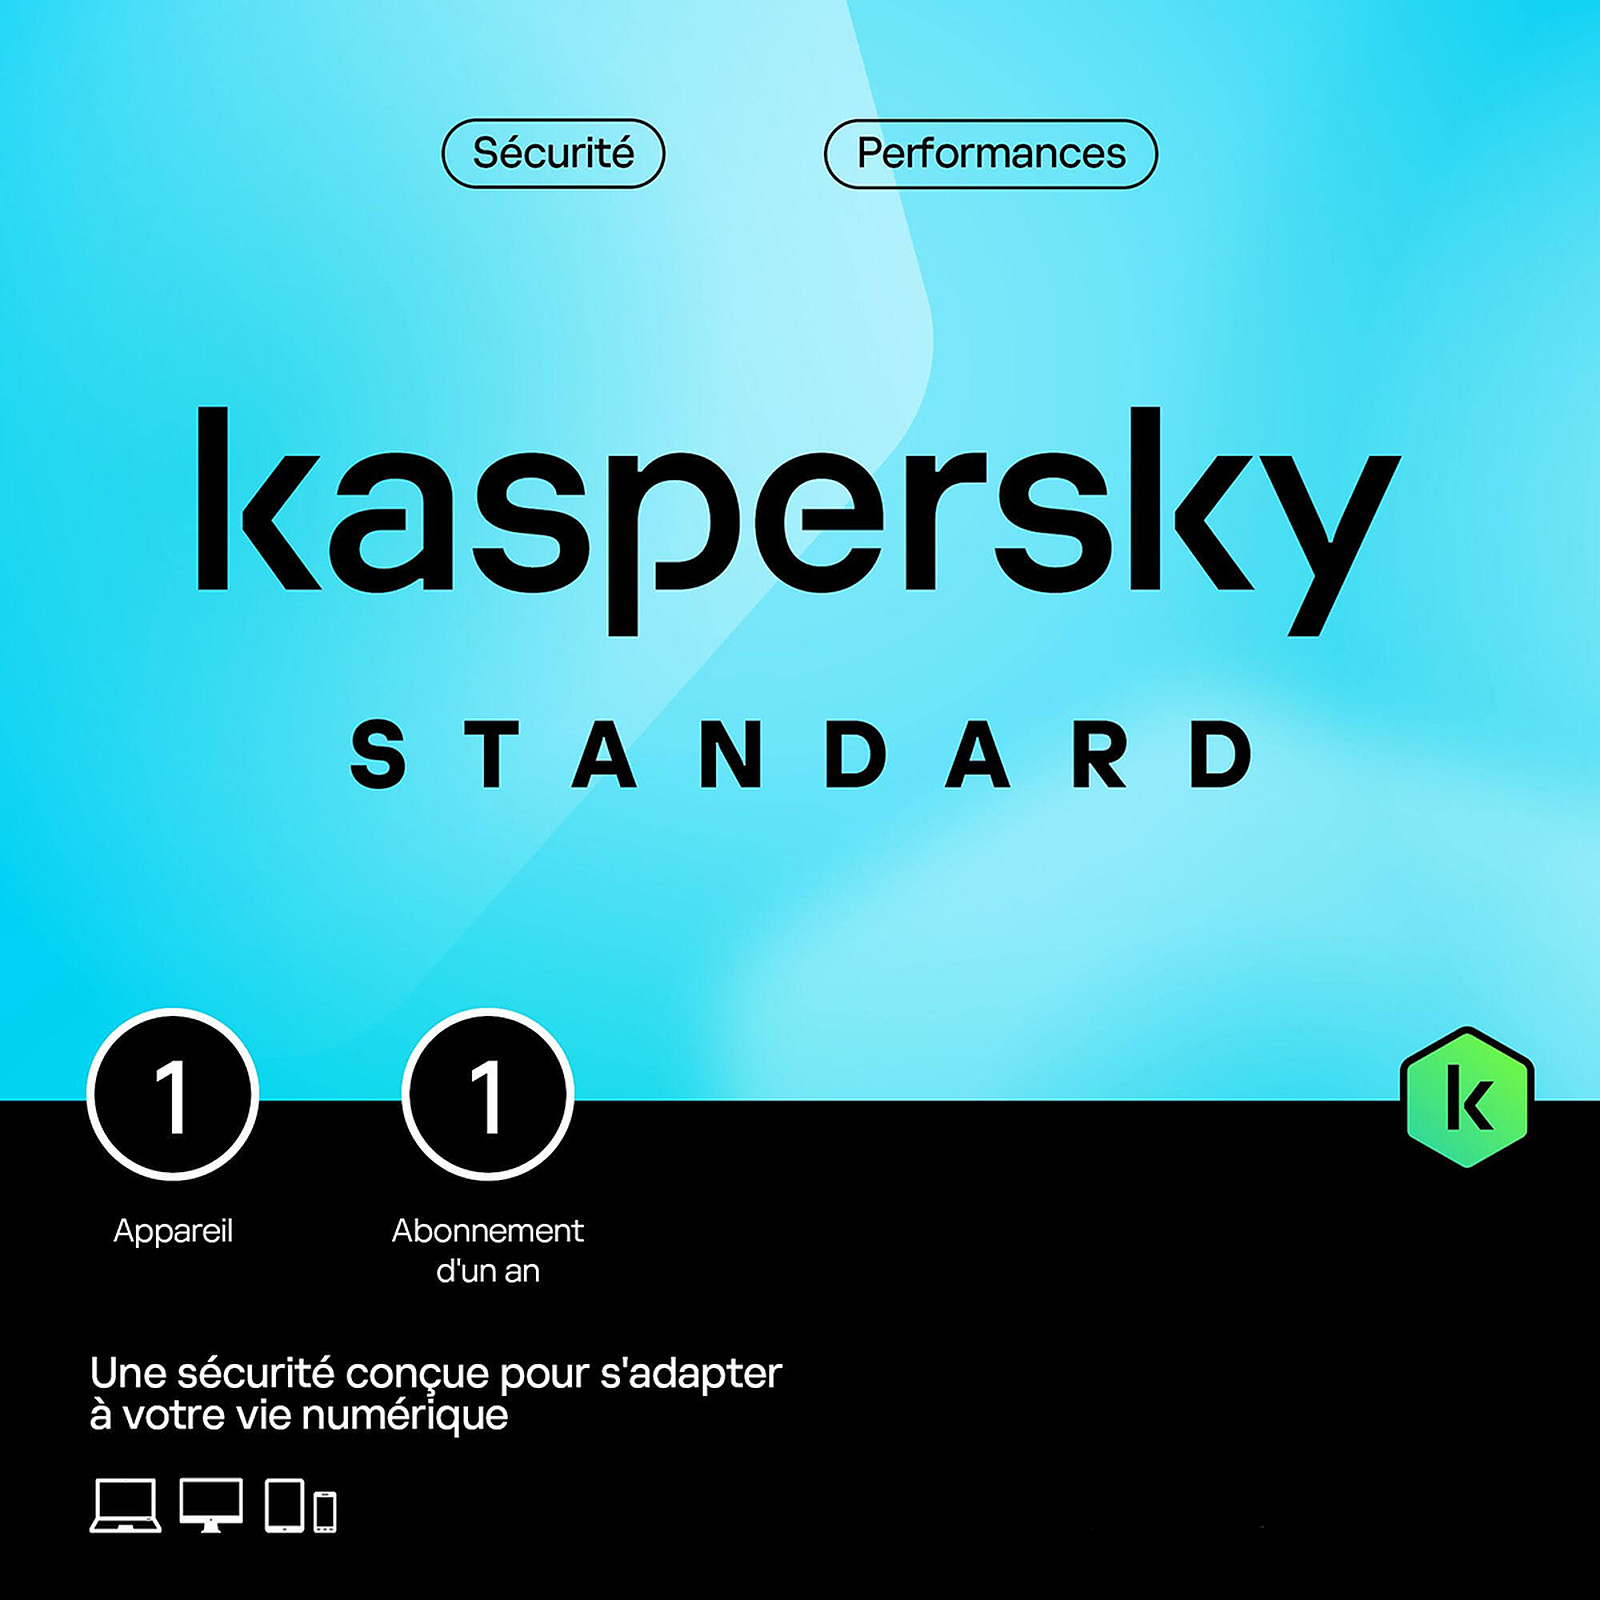 Sécurité
Performances
kaspersky
STANDARD
1
1
Appareil
Abonnement
d'un an
k
Une sécurité conçue pour s'adapter
à votre vie numérique